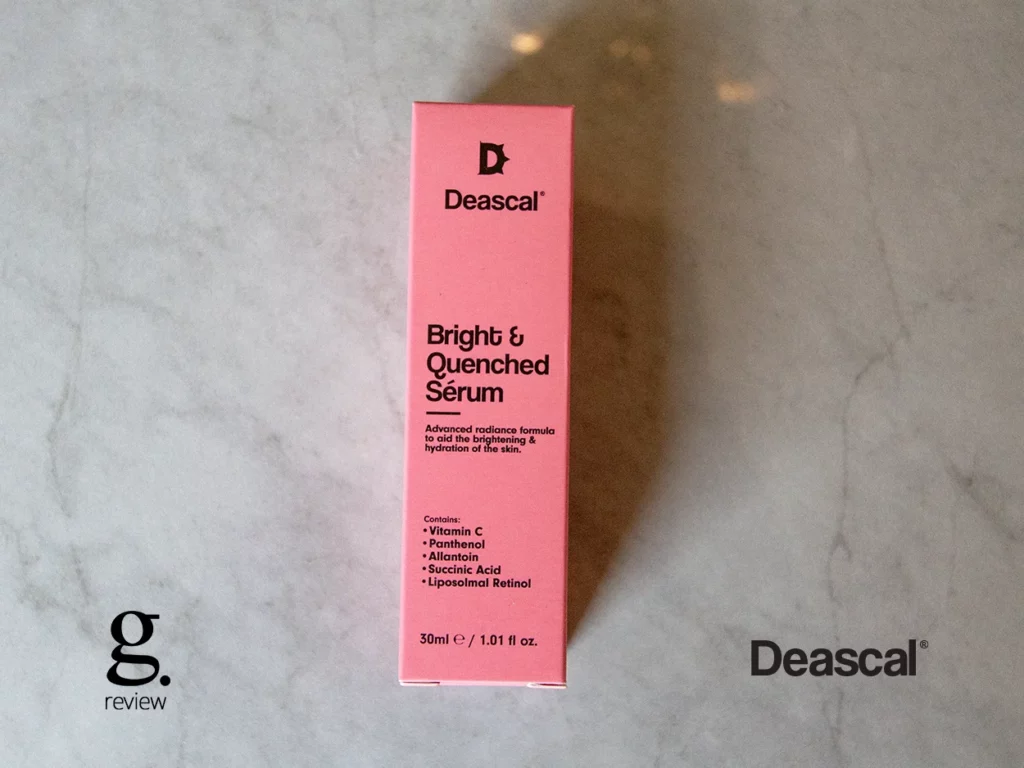 D
Deascal®
Bright &
Quenched
Sérum
Advanced radiance formula
to aid the brightening &
hydration of the skin.
Contains:
• Vitamin C
• Panthenol
• Allantoin
• Succinic Acid
• Liposolmal Retinol
30ml ℮ / 1.01 fl oz.
g.
review
Deascal®